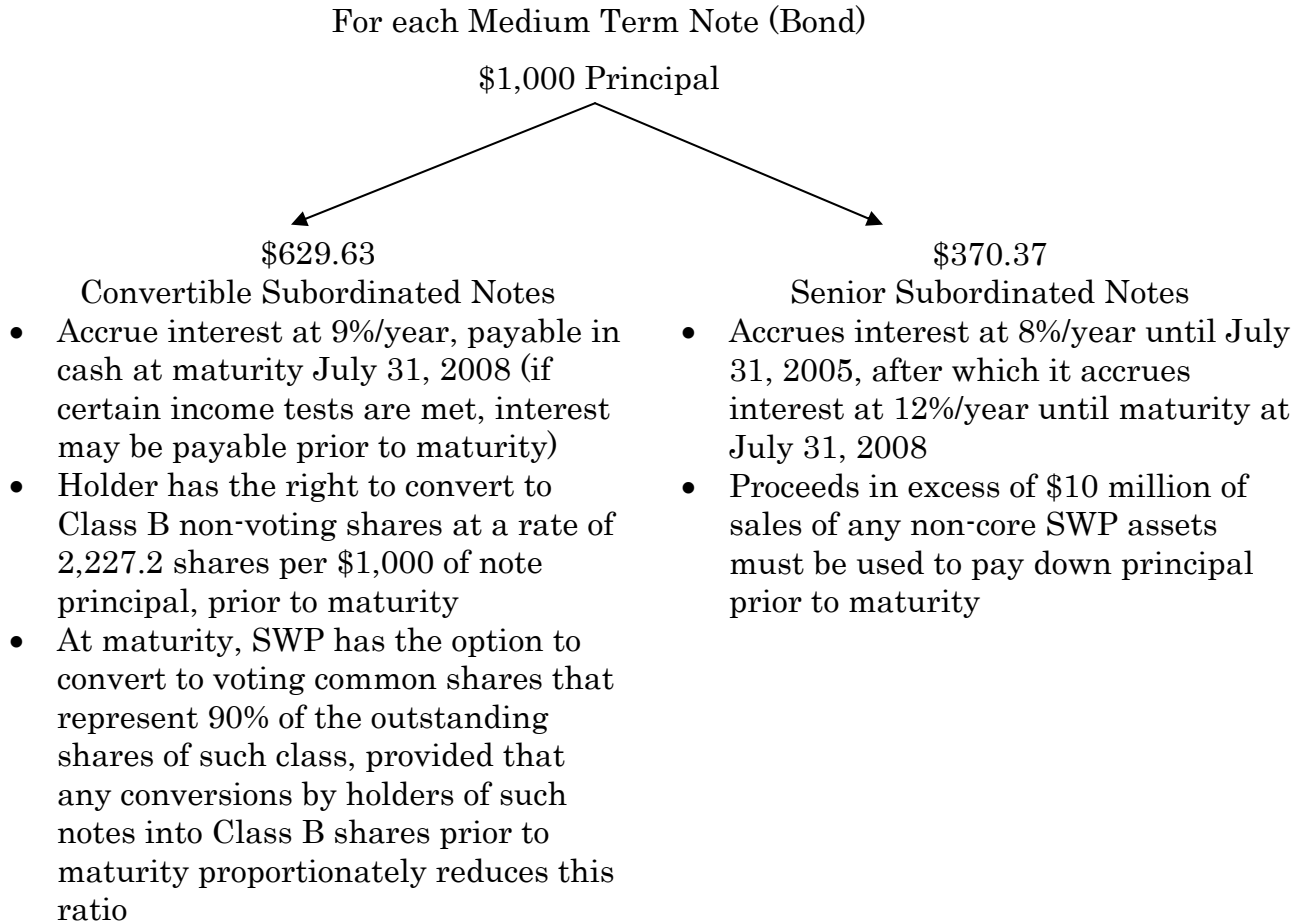 For each Medium Term Note (Bond)
$1,000 Principal
$629.63
Convertible Subordinated Notes
• Accrue interest at 9%/year, payable in
cash at maturity July 31, 2008 (if
certain income tests are met, interest
may be payable prior to maturity)
• Holder has the right to convert to
Class B non-voting shares at a rate of
2,227.2 shares per $1,000 of note
principal, prior to maturity
• At maturity, SWP has the option to
convert to voting common shares that
represent 90% of the outstanding
shares of such class, provided that
any conversions by holders of such
notes into Class B shares prior to
maturity proportionately reduces this
ratio
$370.37
Senior Subordinated Notes
• Accrues interest at 8%/year until July
31, 2005, after which it accrues
interest at 12%/year until maturity at
July 31, 2008
• Proceeds in excess of $10 million of
sales of any non-core SWP assets
must be used to pay down principal
prior to maturity